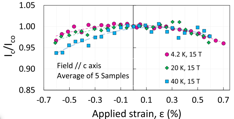 1.05
1.00
0.95
0.90
0.85
Ic/Ico
Field // c axis
Average of 5 Samples
4.2 K, 15 T
20 K, 15 T
40 K, 15 T
-0.7 -0.5 -0.3 -0.1 0.1 0.3 0.5 0.7
Applied strain, ε (%)